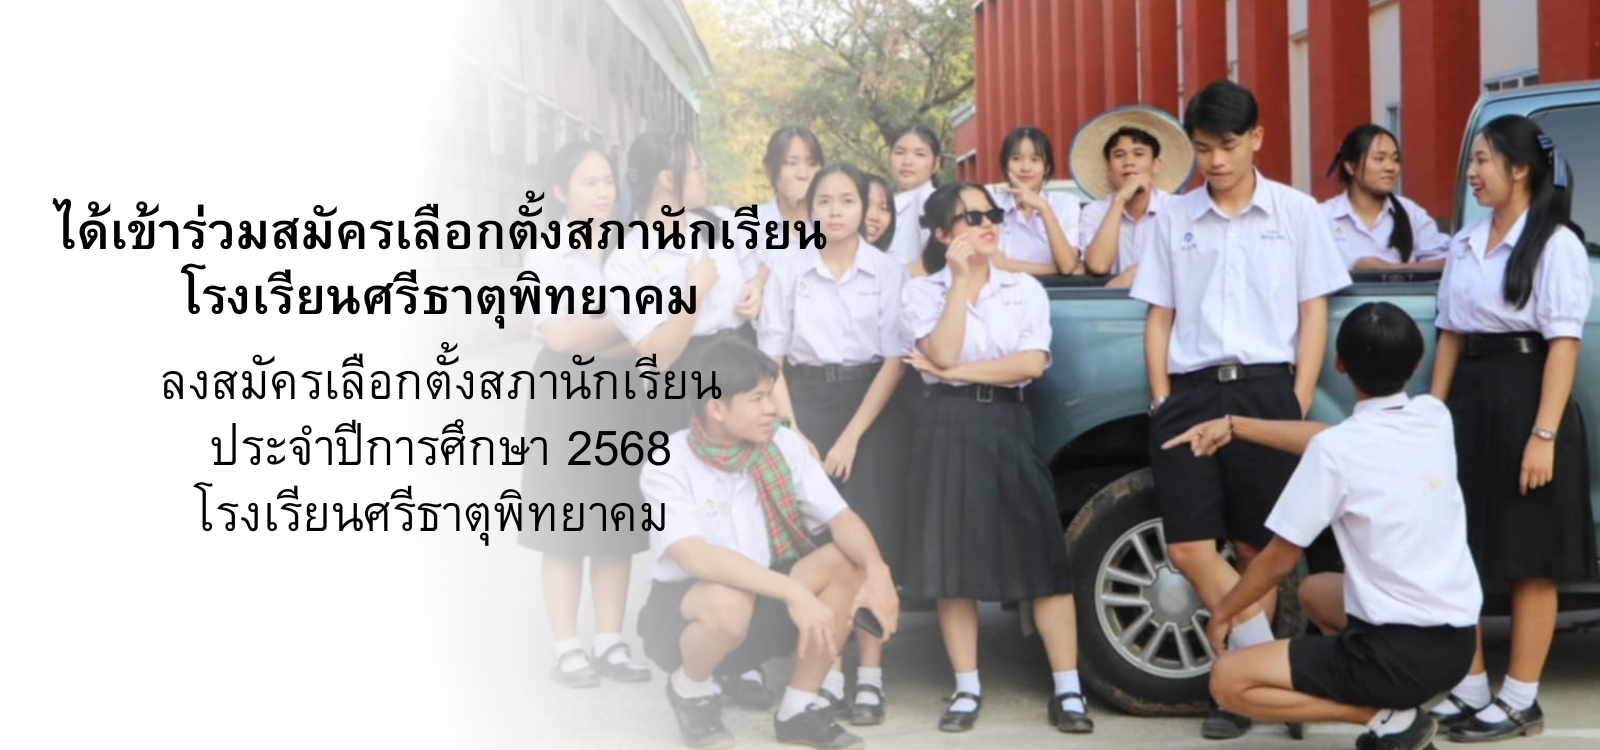 ได้เข้าร่วมสมัครเลือกตั้งสภานักเรียน
โรงเรียนศรีธาตุพิทยาคม
ลงสมัครเลือกตั้งสภานักเรียน
ประจำปีการศึกษา 2568
โรงเรียนศรีธาตุพิทยาคม